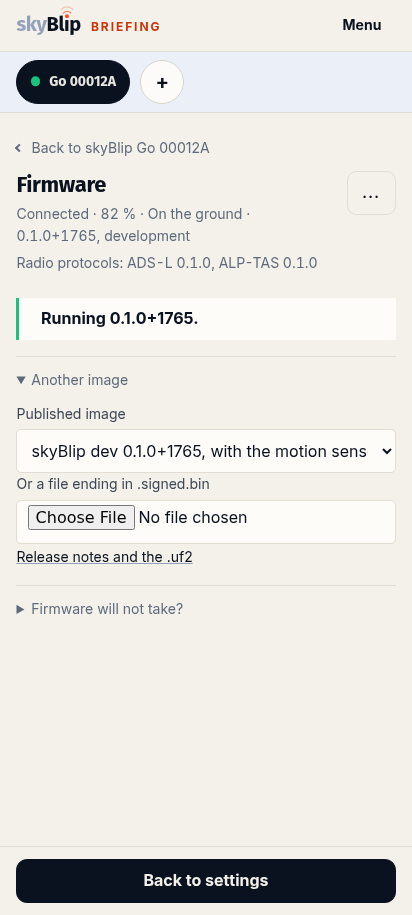 skyBlip BRIEFING
Menu
Go 00012A
+
Back to skyBlip Go 00012A
Firmware
...
Connected · 82 % · On the ground ·
0.1.0+1765, development
Radio protocols: ADS-L 0.1.0, ALP-TAS 0.1.0
Running 0.1.0+1765.
Another image
Published image
skyBlip dev 0.1.0+1765, with the motion sens
Or a file ending in .signed.bin
Choose File No file chosen
Release notes and the .uf2
Firmware will not take?
Back to settings